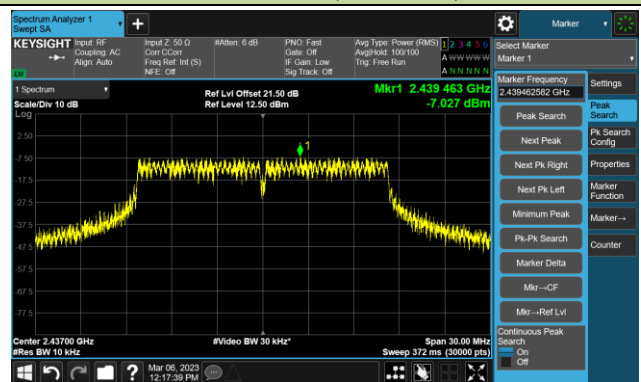 Spectrum Analyzer 1
Swept SA
+
Marker
KEYSIGHT
Input: RF
Coupling: AC
Align: Auto
Input Z: 50 Ω
Corr CCorr
Freq Ref: Int (S)
NFE: Off
#Atten: 6 dB
PNO: Fast
Gate: Off
IF Gain: Low
Sig Track: Off
Avg Type: Power (RMS)
Avg|Hold: 100/100
Trig: Free Run
1 2 3 4 5 6
A W W W W W
A N N N N N
Select Marker
Marker 1
LXI
1 Spectrum
Scale/Div 10 dB
Log
Ref Lvl Offset 21.50 dB
Ref Level 12.50 dBm
Mkr1 2.439 463 GHz
-7.027 dBm
2.50
-7.50
-17.5
-27.5
-37.5
-47.5
-57.5
-67.5
-77.5
1
Center 2.43700 GHz
#Res BW 10 kHz
#Video BW 30 kHz*
Span 30.00 MHz
Sweep 372 ms (30000 pts)
Marker Frequency
2.439462582 GHz
Peak Search
Next Peak
Next Pk Right
Next Pk Left
Minimum Peak
Pk-Pk Search
Marker Delta
Mkr→CF
Mkr→Ref Lvl
Continuous Peak
Search
On
Off
Settings
Peak
Search
Pk Search
Config
Properties
Marker
Function
Marker→
Counter
?
Mar 06, 2023
12:17:39 PM